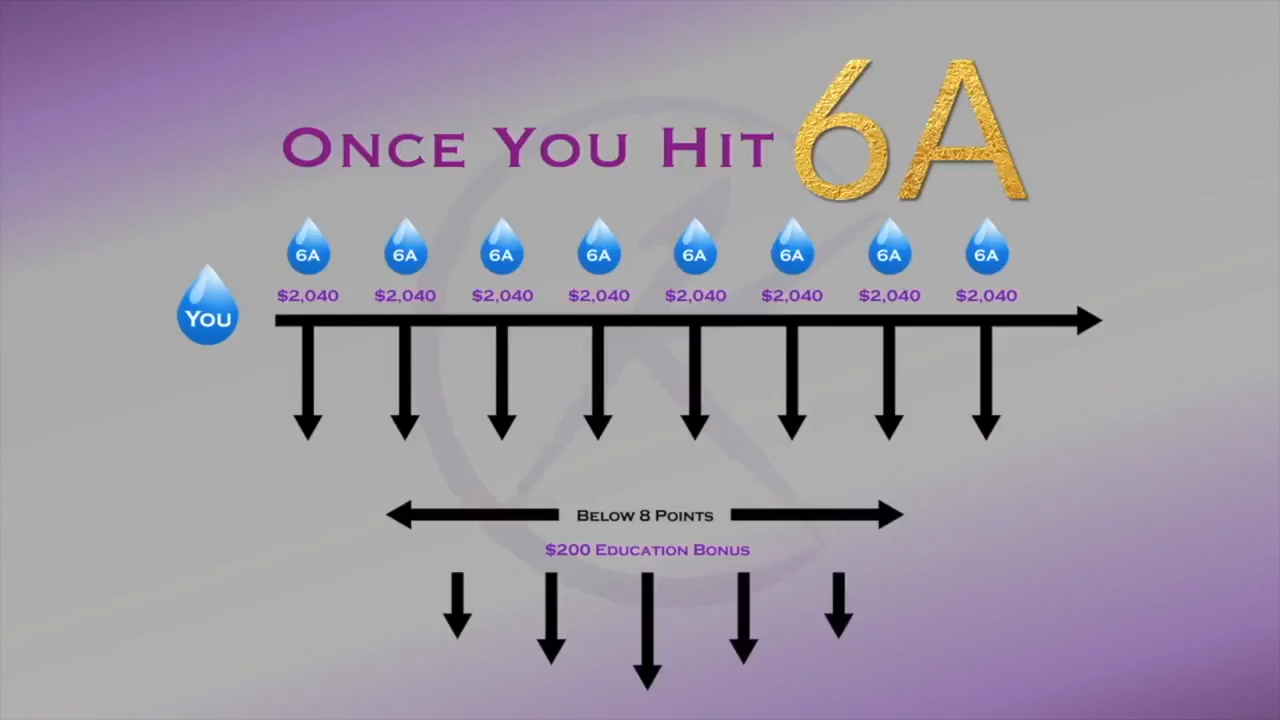 ONCE YOU HIT 6A
6A 6A 6A 6A 6A 6A 6A 6A
$2,040 $2,040 $2,040 $2,040 $2,040 $2,040 $2,040 $2,040
YOU
BELOW 8 POINTS
$200 EDUCATION BONUS